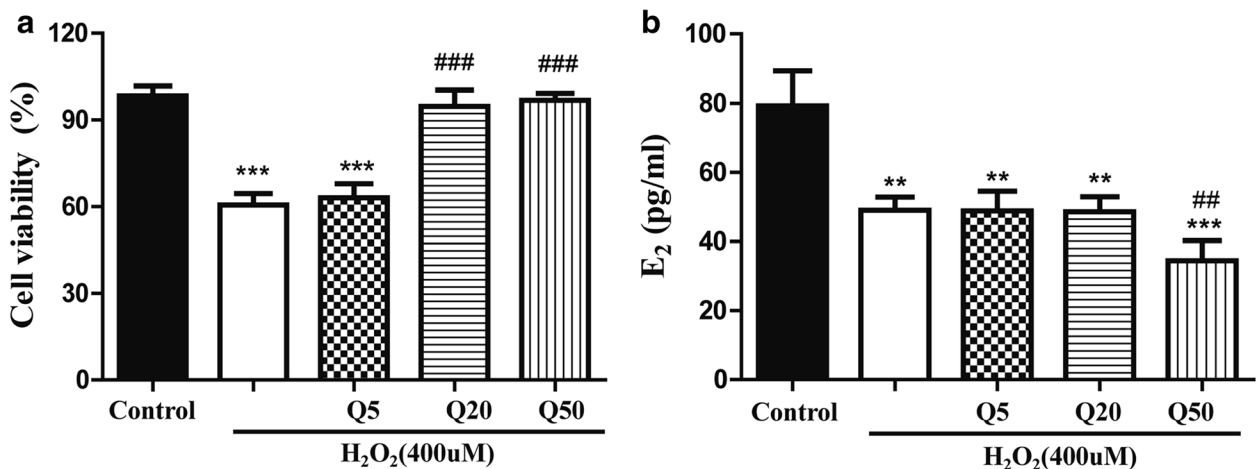 a
Cell viability (%)
120
90
60
30
0
***
***
###
###
Control
Q5
Q20
Q50
H₂O₂(400uM)
b
E₂ (pg/ml)
100
80
60
40
20
0
**
**
**
##
***
Control
Q5
Q20
Q50
H₂O₂(400uM)